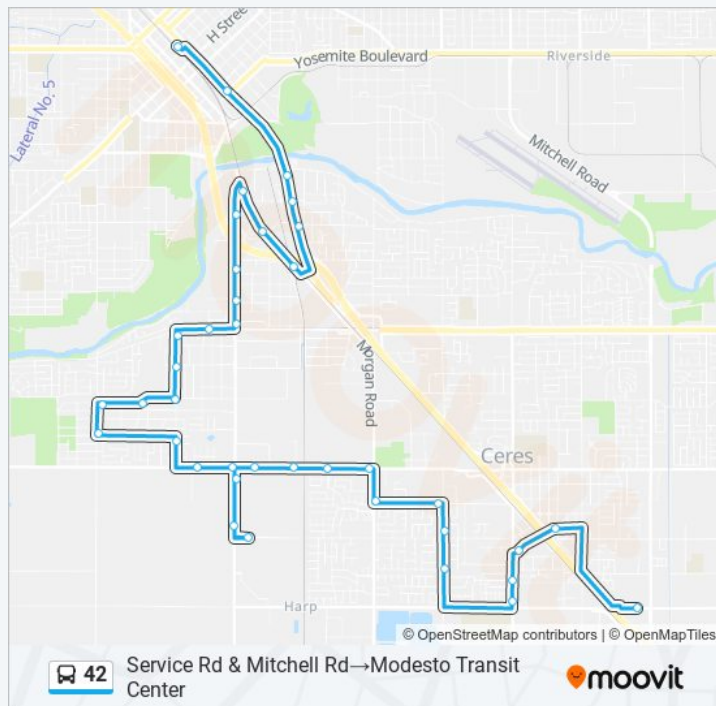 H Street
Yosemite Boulevard
Riverside
Lateral No. 5
Mitchell Road
Morgan Road
Ceres
Harp
© OpenStreetMap contributors | © OpenMapTiles
42
Service Rd & Mitchell Rd→Modesto Transit
Center
moovit